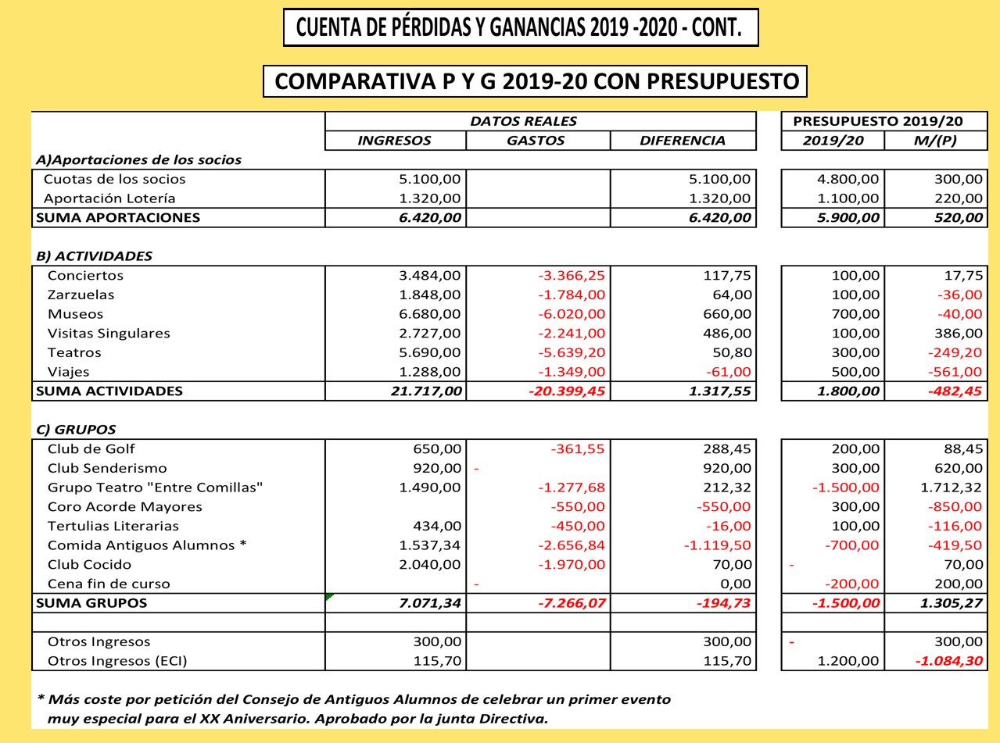 CUENTA DE PÉRDIDAS Y GANANCIAS 2019 -2020 - CONT.
COMPARATIVA P Y G 2019-20 CON PRESUPUESTO
DATOS REALES PRESUPUESTO 2019/20
INGRESOS GASTOS DIFERENCIA 2019/20 M/(P)
A)Aportaciones de los socios
Cuotas de los socios 5.100,00 5.100,00 4.800,00 300,00
Aportación Lotería 1.320,00 1.320,00 1.100,00 220,00
SUMA APORTACIONES 6.420,00 6.420,00 5.900,00 520,00
B) ACTIVIDADES
Conciertos 3.484,00 -3.366,25 117,75 100,00 17,75
Zarzuelas 1.848,00 -1.784,00 64,00 100,00 -36,00
Museos 6.680,00 -6.020,00 660,00 700,00 -40,00
Visitas Singulares 2.727,00 -2.241,00 486,00 100,00 386,00
Teatros 5.690,00 -5.639,20 50,80 300,00 -249,20
Viajes 1.288,00 -1.349,00 -61,00 500,00 -561,00
SUMA ACTIVIDADES 21.717,00 -20.399,45 1.317,55 1.800,00 -482,45
C) GRUPOS
Club de Golf 650,00 -361,55 288,45 200,00 88,45
Club Senderismo 920,00 - 920,00 300,00 620,00
Grupo Teatro "Entre Comillas" 1.490,00 -1.277,68 212,32 -1.500,00 1.712,32
Coro Acorde Mayores -550,00 -550,00 300,00 -850,00
Tertulias Literarias 434,00 -450,00 -16,00 100,00 -116,00
Comida Antiguos Alumnos * 1.537,34 -2.656,84 -1.119,50 -700,00 -419,50
Club Cocido 2.040,00 -1.970,00 70,00 - 70,00
Cena fin de curso - 0,00 -200,00 200,00
SUMA GRUPOS 7.071,34 -7.266,07 -194,73 -1.500,00 1.305,27
Otros Ingresos 300,00 300,00 - 300,00
Otros Ingresos (ECI) 115,70 115,70 1.200,00 -1.084,30
* Más coste por petición del Consejo de Antiguos Alumnos de celebrar un primer evento
muy especial para el XX Aniversario. Aprobado por la junta Directiva.